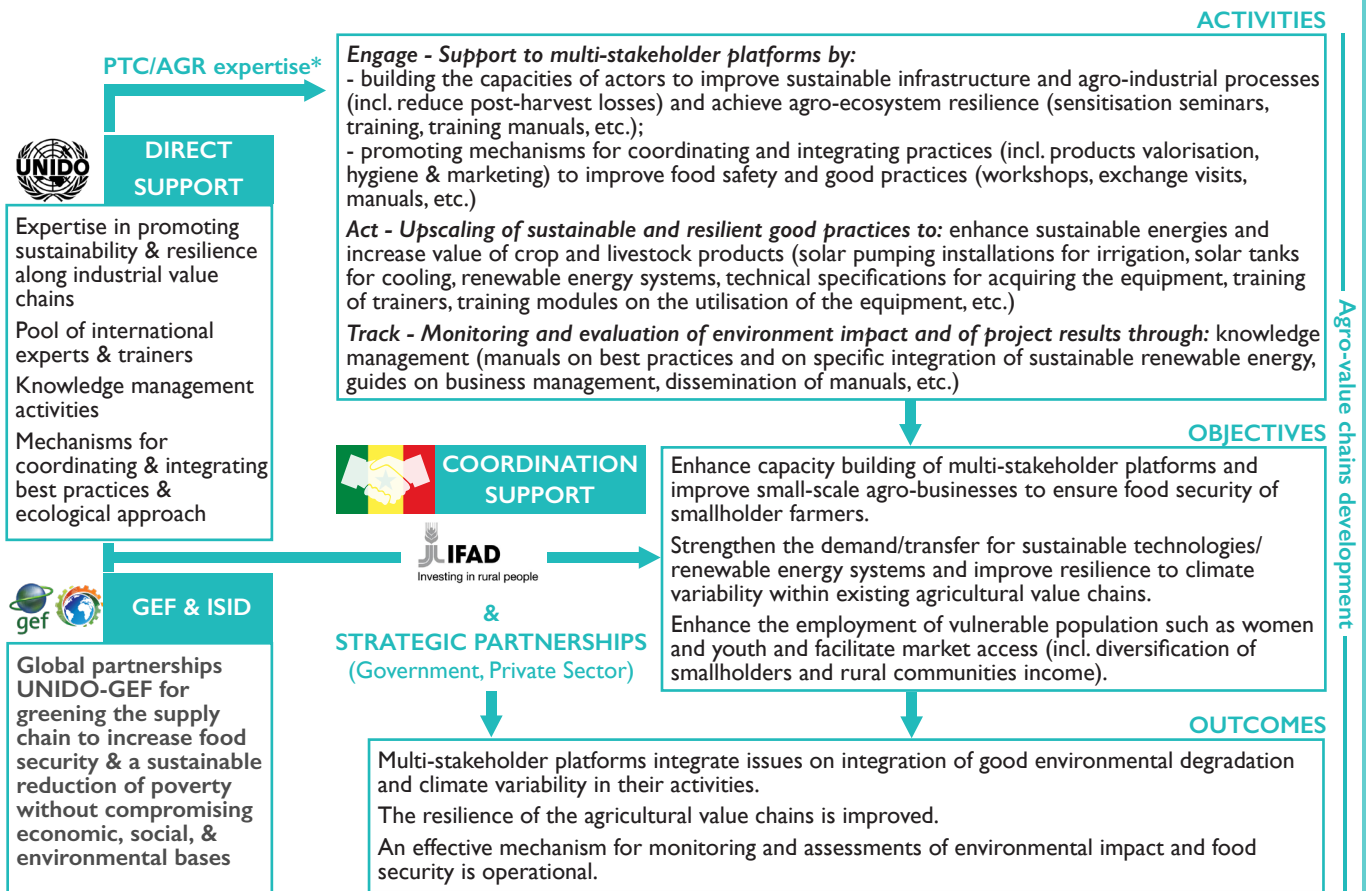 ACTIVITIES
PTC/AGR expertise*
Engage - Support to multi-stakeholder platforms by:
- building the capacities of actors to improve sustainable infrastructure and agro-industrial processes
(incl. reduce post-harvest losses) and achieve agro-ecosystem resilience (sensitisation seminars,
training, training manuals, etc.);
- promoting mechanisms for coordinating and integrating practices (incl. products valorisation,
hygiene & marketing) to improve food safety and good practices (workshops, exchange visits,
manuals, etc.)
Act - Upscaling of sustainable and resilient good practices to: enhance sustainable energies and
increase value of crop and livestock products (solar pumping installations for irrigation, solar tanks
for cooling, renewable energy systems, technical specifications for acquiring the equipment, training
of trainers, training modules on the utilisation of the equipment, etc.)
Track - Monitoring and evaluation of environment impact and of project results through: knowledge
management (manuals on best practices and on specific integration of sustainable renewable energy,
guides on business management, dissemination of manuals, etc.)
UNIDO
DIRECT
SUPPORT
Expertise in promoting
sustainability & resilience
along industrial value
chains
Pool of international
experts & trainers
Knowledge management
activities
Mechanisms for
coordinating & integrating
best practices &
ecological approach
gef
GEF & ISID
Global partnerships
UNIDO-GEF for
greening the supply
chain to increase food
security & a sustainable
reduction of poverty
without compromising
economic, social, &
environmental bases
COORDINATION
SUPPORT
IFAD
Investing in rural people
&
STRATEGIC PARTNERSHIPS
(Government, Private Sector)
OBJECTIVES
Enhance capacity building of multi-stakeholder platforms and
improve small-scale agro-businesses to ensure food security of
smallholder farmers.
Strengthen the demand/transfer for sustainable technologies/
renewable energy systems and improve resilience to climate
variability within existing agricultural value chains.
Enhance the employment of vulnerable population such as women
and youth and facilitate market access (incl. diversification of
smallholders and rural communities income).
OUTCOMES
Multi-stakeholder platforms integrate issues on integration of good environmental degradation
and climate variability in their activities.
The resilience of the agricultural value chains is improved.
An effective mechanism for monitoring and assessments of environmental impact and food
security is operational.
Agro-value chains development